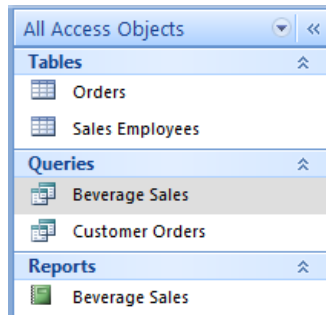 All Access Objects
Tables
Orders
Sales Employees
Queries
Beverage Sales
Customer Orders
Reports
Beverage Sales